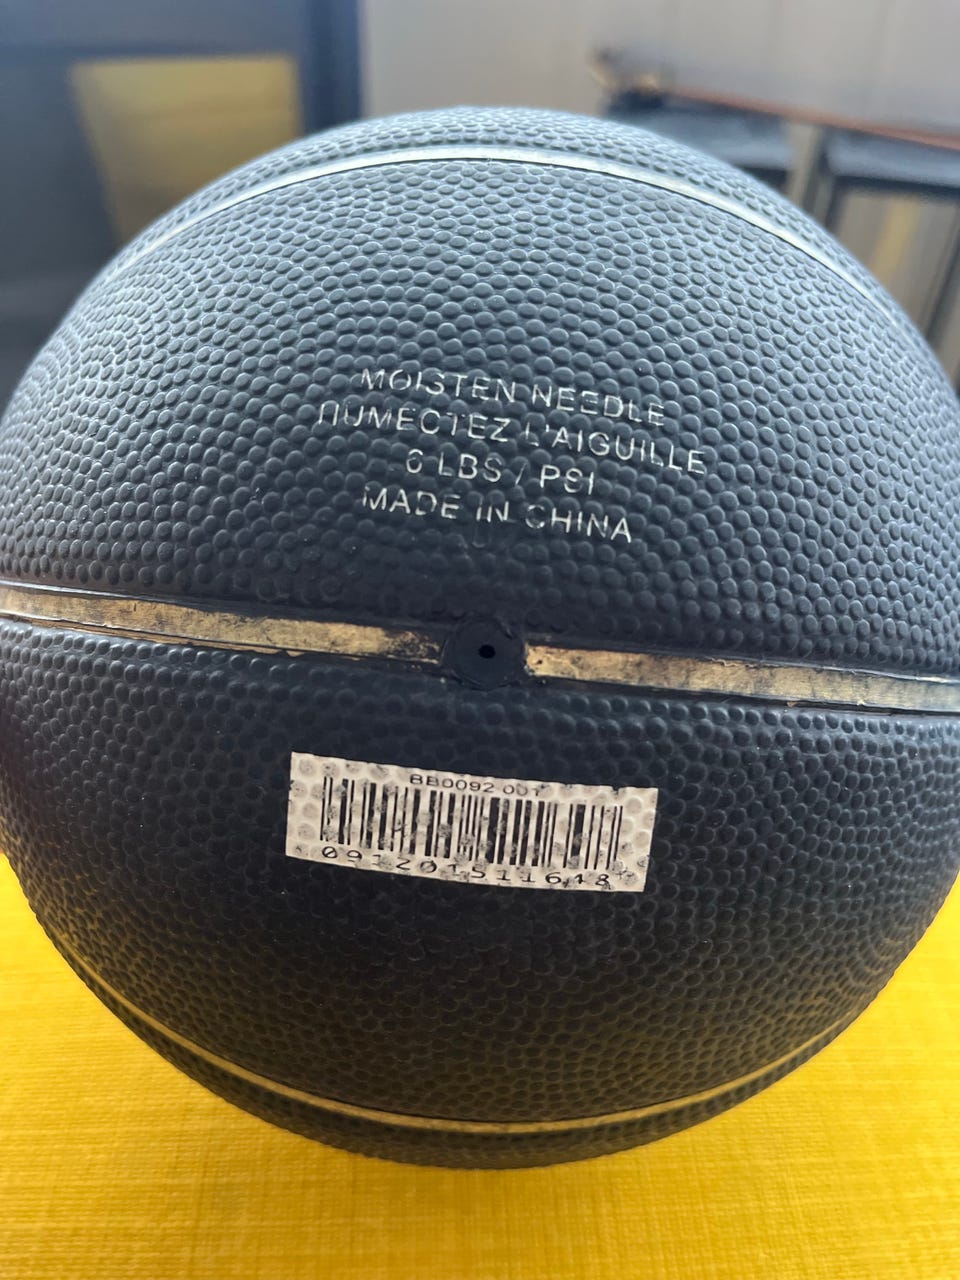 MOISTEN NEEDLE
HUMECTEZ L'AIGUILLE
6 LBS / PSI
MADE IN CHINA
BB0092 001
091201511648